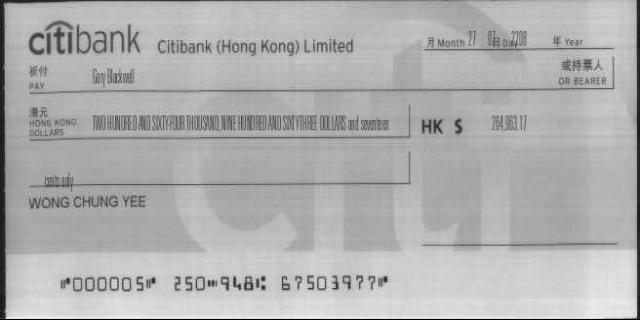 citibank Citibank (Hong Kong) Limited 月 Month 27 07 日 Day 2208 年 Year
祈付 PAY Gary Blackwell 或持票人 OR BEARER
港元 HONG KONG DOLLARS TWO HUNDRED AND SIXTY-FOUR THOUSAND, NINE HUNDRED AND SIXTYTHREE DOLLARS and seventeen HK $ 264,963.17
cents only
WONG CHUNG YEE
⑈000005⑈ 250⑉948⑆ 67503977⑈